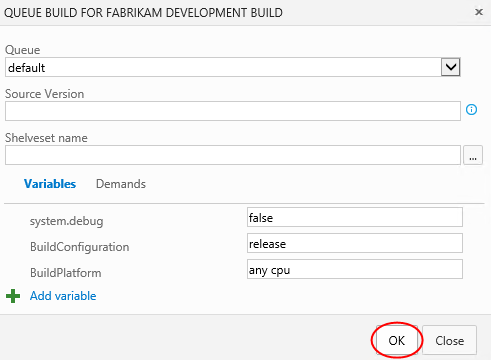 QUEUE BUILD FOR FABRIKAM DEVELOPMENT BUILD
Queue
default
Source Version
Shelveset name
...
Variables Demands
system.debug false
BuildConfiguration release
BuildPlatform any cpu
Add variable
OK Close